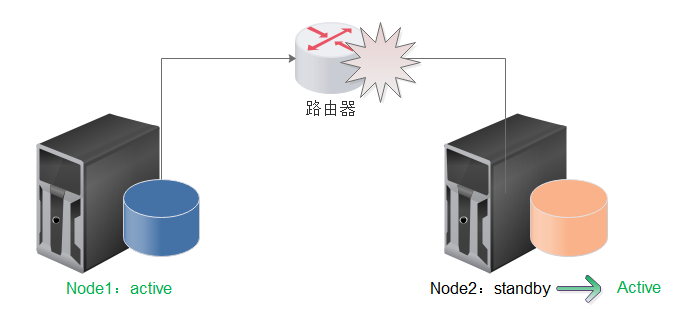 路由器
Node1：active
Node2：standby Active